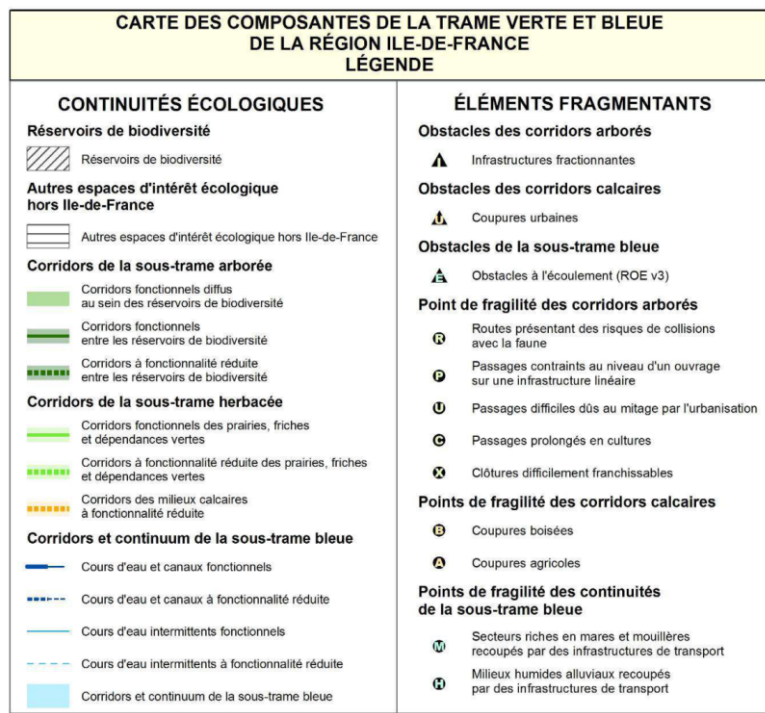 CARTE DES COMPOSANTES DE LA TRAME VERTE ET BLEUE
DE LA RÉGION ILE-DE-FRANCE
LÉGENDE
CONTINUITÉS ÉCOLOGIQUES
Réservoirs de biodiversité
Réservoirs de biodiversité
Autres espaces d'intérêt écologique
hors Ile-de-France
Autres espaces d'intérêt écologique hors Ile-de-France
Corridors de la sous-trame arborée
Corridors fonctionnels diffus
au sein des réservoirs de biodiversité
Corridors fonctionnels
entre les réservoirs de biodiversité
Corridors à fonctionnalité réduite
entre les réservoirs de biodiversité
Corridors de la sous-trame herbacée
Corridors fonctionnels des prairies, friches
et dépendances vertes
Corridors à fonctionnalité réduite des prairies, friches
et dépendances vertes
Corridors des milieux calcaires
à fonctionnalité réduite
Corridors et continuum de la sous-trame bleue
Cours d'eau et canaux fonctionnels
Cours d'eau et canaux à fonctionnalité réduite
Cours d'eau intermittents fonctionnels
Cours d'eau intermittents à fonctionnalité réduite
Corridors et continuum de la sous-trame bleue
ÉLÉMENTS FRAGMENTANTS
Obstacles des corridors arborés
I Infrastructures fractionnantes
Obstacles des corridors calcaires
U Coupures urbaines
Obstacles de la sous-trame bleue
E Obstacles à l'écoulement (ROE v3)
Point de fragilité des corridors arborés
R Routes présentant des risques de collisions
avec la faune
P Passages contraints au niveau d'un ouvrage
sur une infrastructure linéaire
U Passages difficiles dûs au mitage par l'urbanisation
C Passages prolongés en cultures
X Clôtures difficilement franchissables
Points de fragilité des corridors calcaires
B Coupures boisées
A Coupures agricoles
Points de fragilité des continuités
de la sous-trame bleue
M Secteurs riches en mares et mouillères
recoupés par des infrastructures de transport
H Milieux humides alluviaux recoupés
par des infrastructures de transport